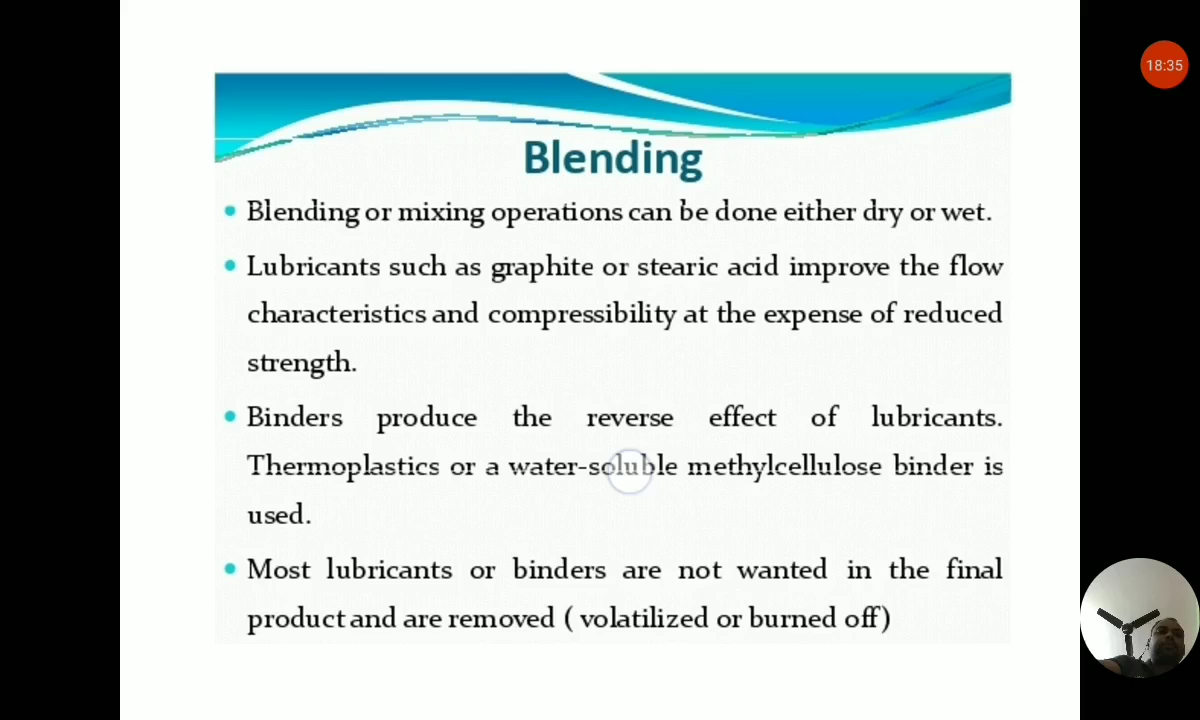 18:35
Blending
• Blending or mixing operations can be done either dry or wet.
• Lubricants such as graphite or stearic acid improve the flow
characteristics and compressibility at the expense of reduced
strength.
• Binders produce the reverse effect of lubricants.
Thermoplastics or a water-soluble methylcellulose binder is
used.
• Most lubricants or binders are not wanted in the final
product and are removed ( volatilized or burned off)